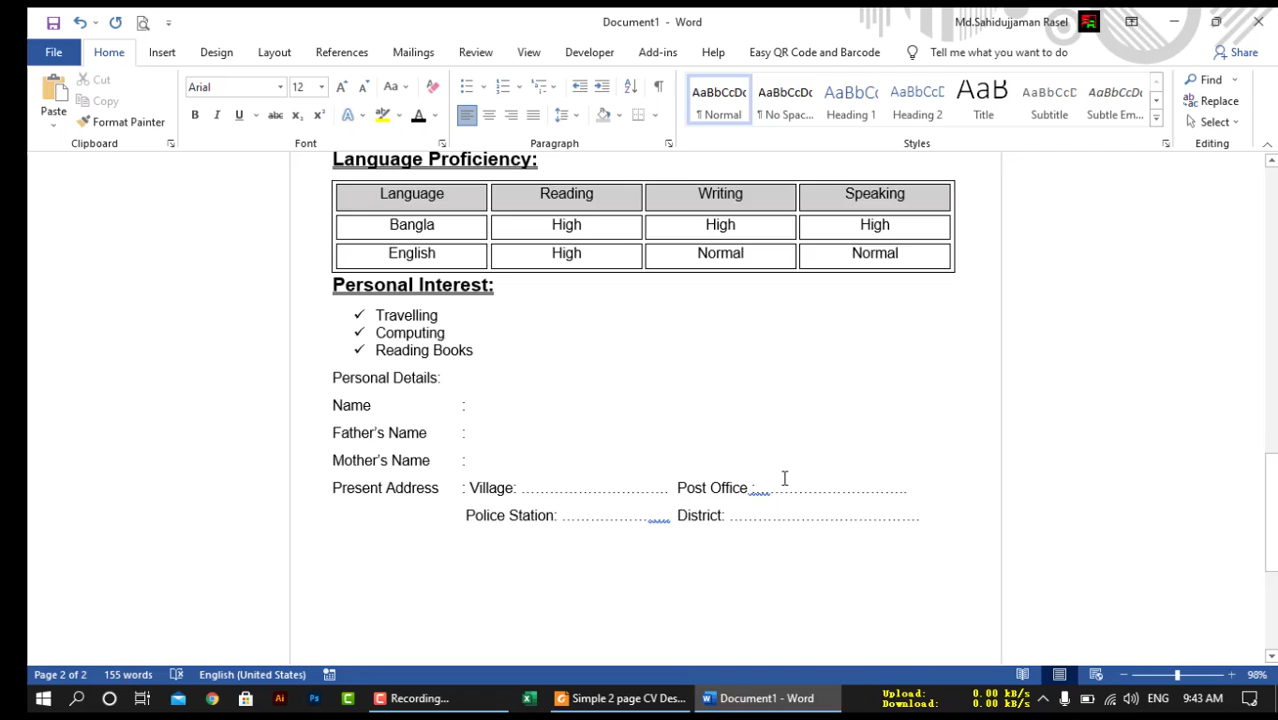 Document1 - Word
Md.Sahidujjaman Rasel
File Home Insert Design Layout References Mailings Review View Developer Add-ins Help Easy QR Code and Barcode Tell me what you want to do Share
Paste
Cut
Copy
Format Painter
Clipboard
Arial 12
Font
Paragraph
AaBbCcDc AaBbCcDc AaBbCc AaBbCcE AaB AaBbCcD AaBbCcDc
¶ Normal ¶ No Spac... Heading 1 Heading 2 Title Subtitle Subtle Em...
Styles
Find
Replace
Select
Editing
Language Proficiency:
Language Reading Writing Speaking
Bangla High High High
English High Normal Normal
Personal Interest:
✓ Travelling
✓ Computing
✓ Reading Books
Personal Details:
Name :
Father's Name :
Mother's Name :
Present Address : Village: ................................ Post Office : ................................
Police Station: ...................... District: ..........................................
Page 2 of 2 155 words English (United States) 98%
Recording... Simple 2 page CV Des... Document1 - Word
Upload: 0.00 kB/s
Download: 0.00 kB/s
ENG 9:43 AM